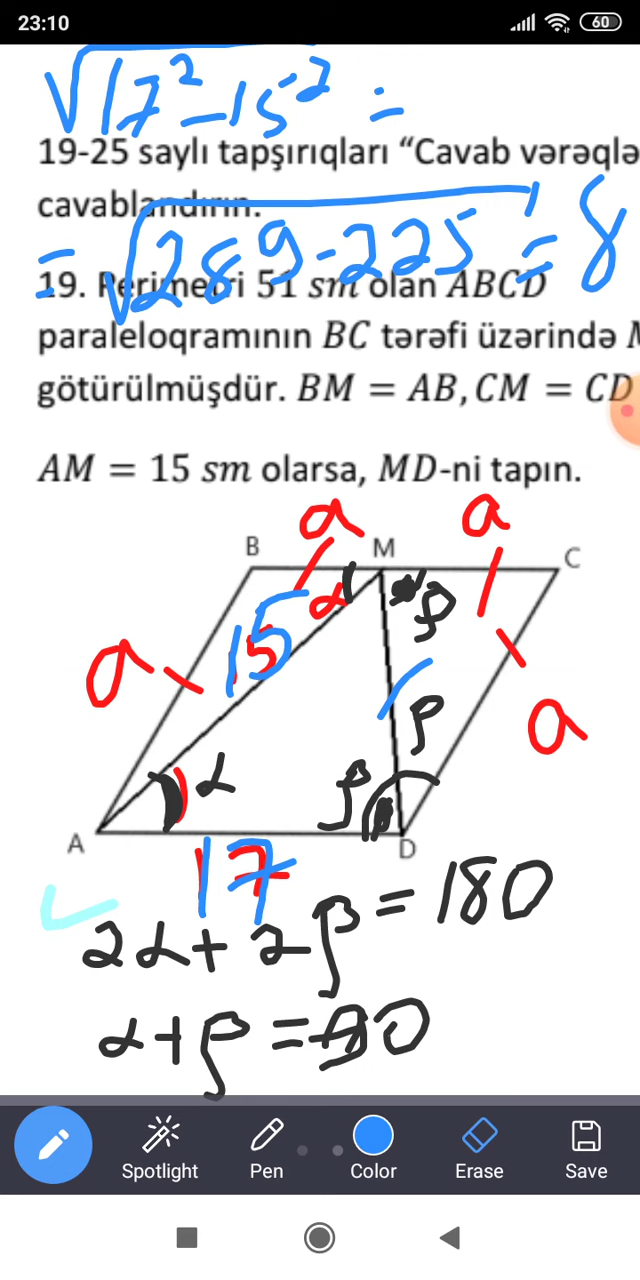 23:10
60
√17²-15² =
19-25 saylı tapşırıqları “Cavab vərəqlə
cavablandırın.
= √289-225 = 8
19. Perimetri 51 sm olan ABCD
paraleloqramının BC tərəfi üzərində M
götürülmüşdür. BM = AB, CM = CD
AM = 15 sm olarsa, MD-ni tapın.
a a
B M C
α β
15
a β a
α β
A D
17
2α+2β=180
α+β=90
Spotlight Pen Color Erase Save